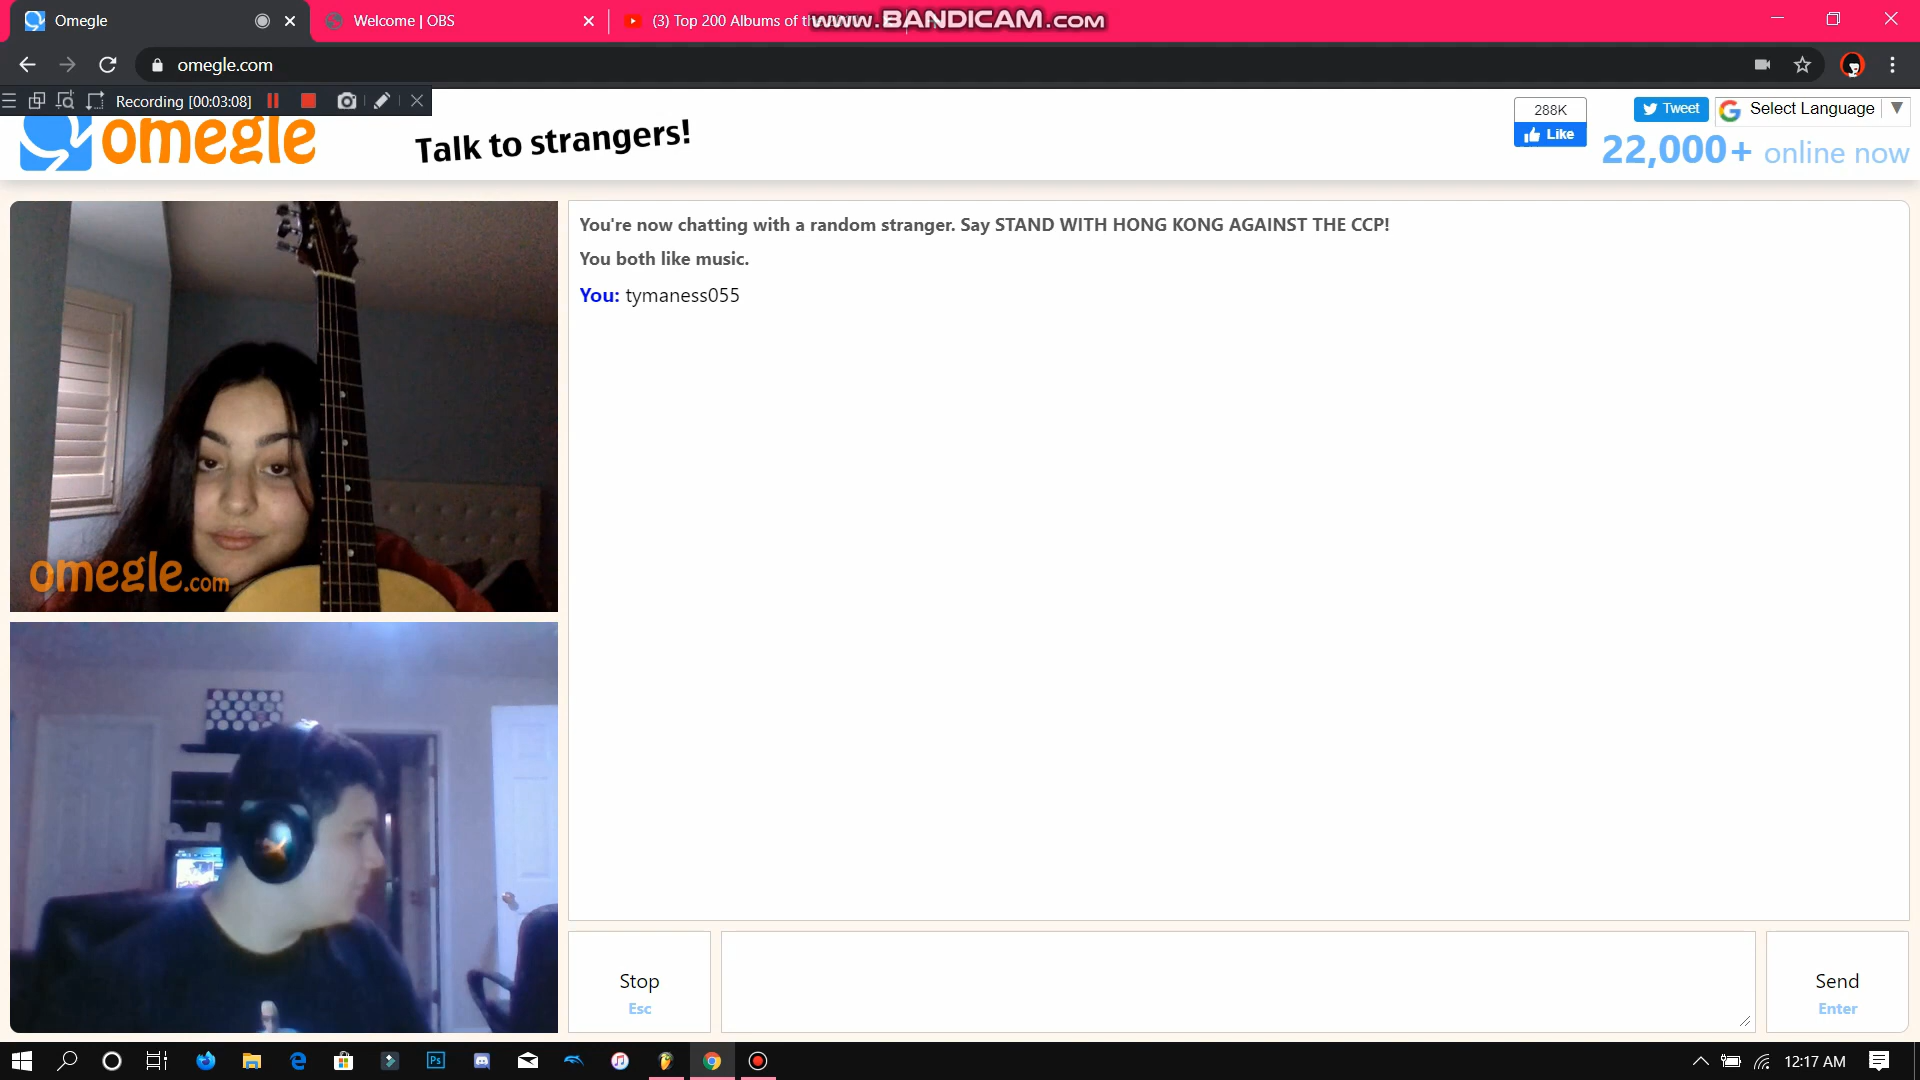 Omegle
Welcome | OBS
(3) Top 200 Albums of
www.BANDICAM.com
omegle.com
Recording [00:03:08]
omegle
Talk to strangers!
288K
Like
Tweet
Select Language
22,000+ online now
You're now chatting with a random stranger. Say STAND WITH HONG KONG AGAINST THE CCP!
You both like music.
You: tymaness055
omegle.com
Stop
Esc
Send
Enter
Ps
12:17 AM